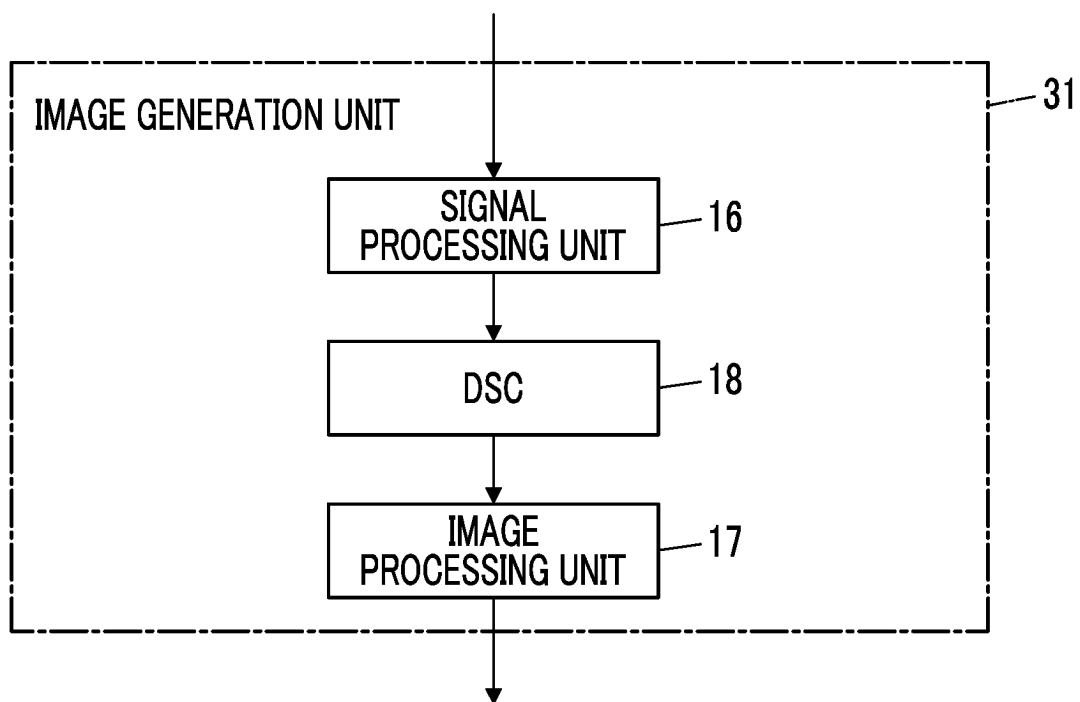 31
IMAGE GENERATION UNIT
SIGNAL
PROCESSING UNIT
16
DSC
18
IMAGE
PROCESSING UNIT
17